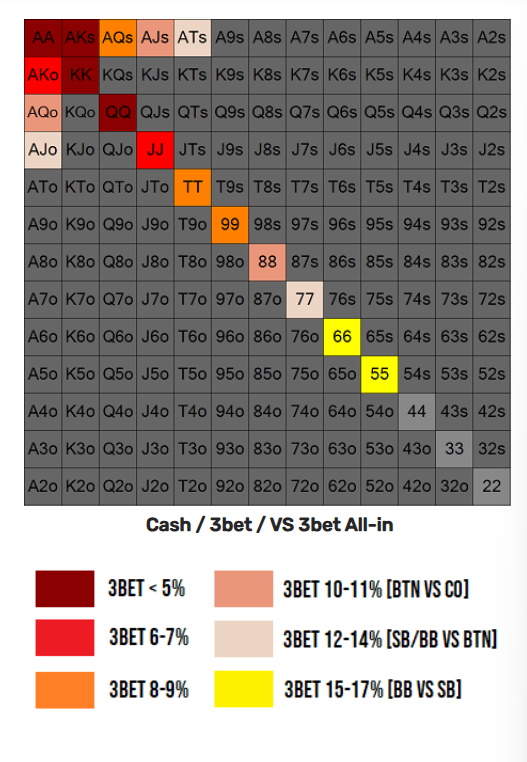 AA AKs AQs AJs ATs A9s A8s A7s A6s A5s A4s A3s A2s
AKo KK KQs KJs KTs K9s K8s K7s K6s K5s K4s K3s K2s
AQo KQo QQ QJs QTs Q9s Q8s Q7s Q6s Q5s Q4s Q3s Q2s
AJo KJo QJo JJ JTs J9s J8s J7s J6s J5s J4s J3s J2s
ATo KTo QTo JTo TT T9s T8s T7s T6s T5s T4s T3s T2s
A9o K9o Q9o J9o T9o 99 98s 97s 96s 95s 94s 93s 92s
A8o K8o Q8o J8o T8o 98o 88 87s 86s 85s 84s 83s 82s
A7o K7o Q7o J7o T7o 97o 87o 77 76s 75s 74s 73s 72s
A6o K6o Q6o J6o T6o 96o 86o 76o 66 65s 64s 63s 62s
A5o K5o Q5o J5o T5o 95o 85o 75o 65o 55 54s 53s 52s
A4o K4o Q4o J4o T4o 94o 84o 74o 64o 54o 44 43s 42s
A3o K3o Q3o J3o T3o 93o 83o 73o 63o 53o 43o 33 32s
A2o K2o Q2o J2o T2o 92o 82o 72o 62o 52o 42o 32o 22
Cash / 3bet / VS 3bet All-in
3BET < 5% 3BET 10-11% [BTN VS CO]
3BET 6-7% 3BET 12-14% [SB/BB VS BTN]
3BET 8-9% 3BET 15-17% [BB VS SB]